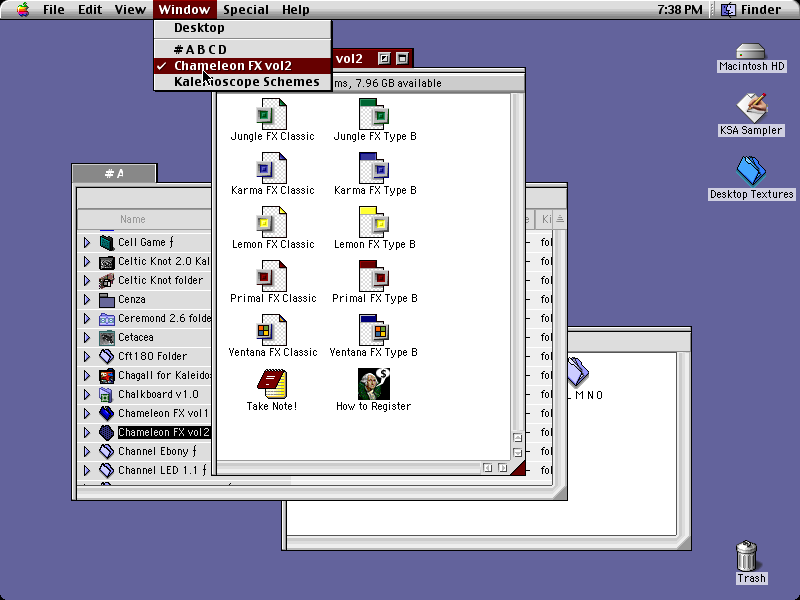 File Edit View Window Special Help 7:38 PM Finder
Desktop
#ABCD
✓ Chameleon FX vol2
Kaleidoscope Schemes
vol2
ms, 7.96 GB available
Jungle FX Classic
Jungle FX Type B
Karma FX Classic
Karma FX Type B
Lemon FX Classic
Lemon FX Type B
Primal FX Classic
Primal FX Type B
Ventana FX Classic
Ventana FX Type B
Take Note!
How to Register
# A
Name
Ki
Cell Game ƒ
fol
Celtic Knot 2.0 Kal
fol
Celtic Knot folder
fol
Cenza
fol
Ceremond 2.6 folde
fol
Cetacea
fol
Cft180 Folder
fol
Chagall for Kaleidos
fol
Chalkboard v1.0
fol
Chameleon FX vol1
fol
Chameleon FX vol2
fol
Channel Ebony ƒ
fol
Channel LED 1.1 ƒ
fol
L M N O
Macintosh HD
KSA Sampler
Desktop Textures
Trash